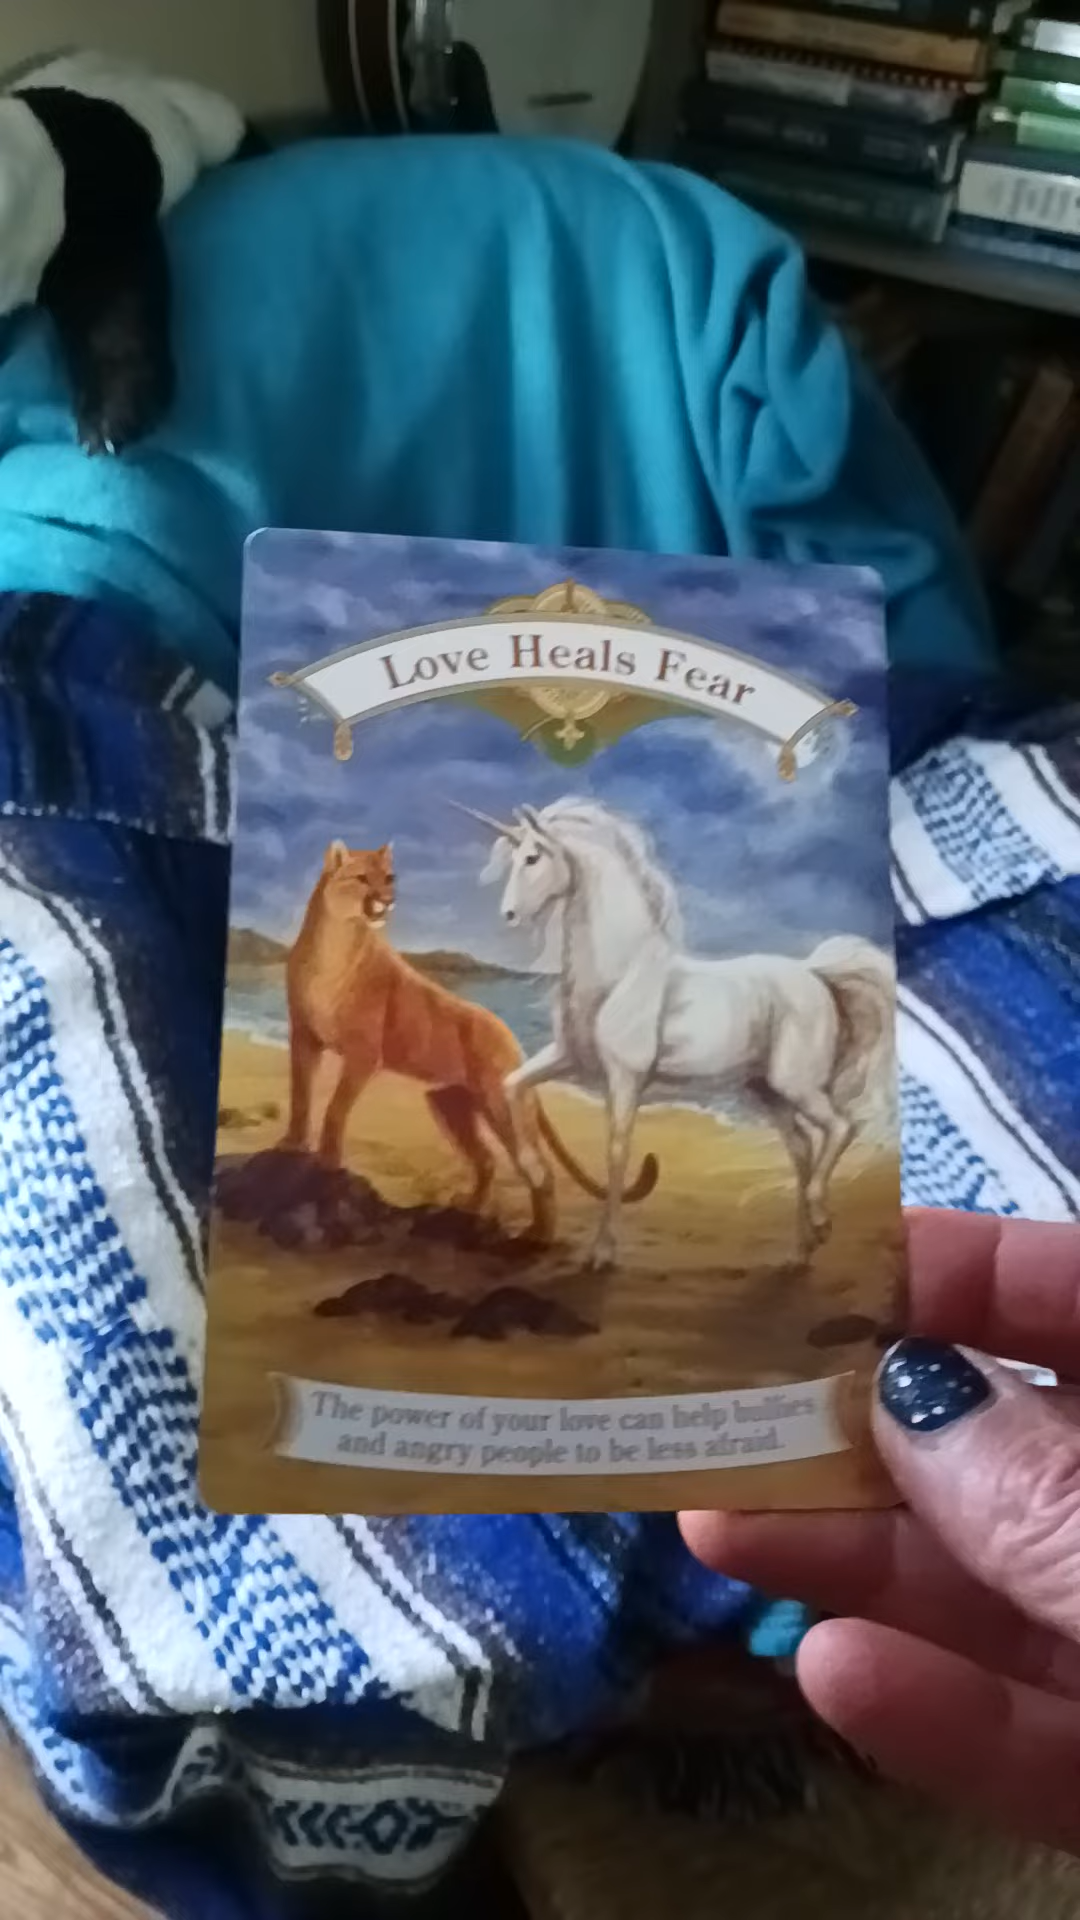 Love Heals Fear
The power of your love can help bullies
and angry people to be less afraid.